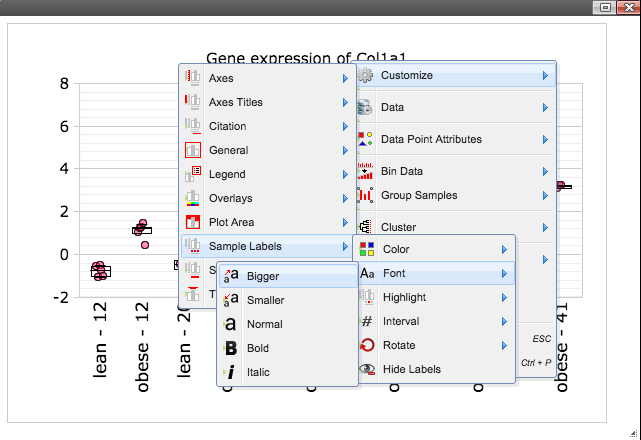 Gene expression of Col1a1
8
6
4
2
0
-2
lean - 12
obese - 12
obese - 41
Customize
Data
Data Point Attributes
Bin Data
Group Samples
Cluster
ESC
Ctrl + P
Axes
Axes Titles
Citation
General
Legend
Overlays
Plot Area
Sample Labels
Color
Font
Highlight
Interval
Rotate
Hide Labels
Bigger
Smaller
Normal
Bold
Italic